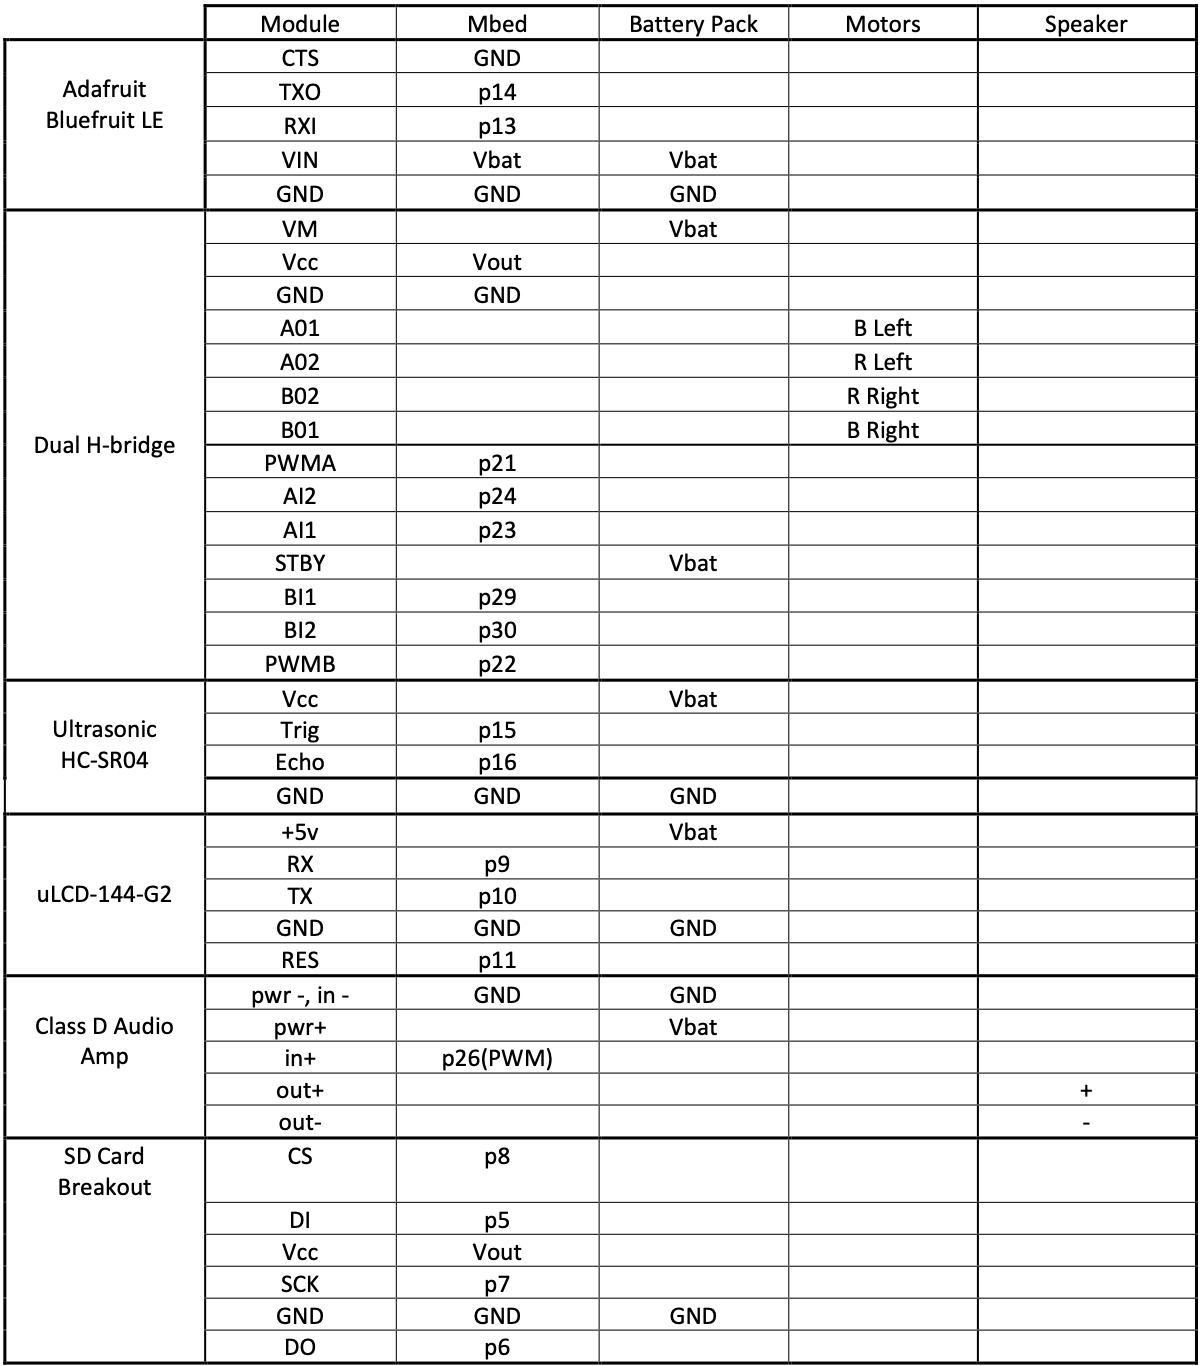 Module Mbed Battery Pack Motors Speaker
Adafruit
Bluefruit LE
CTS GND
TXO p14
RXI p13
VIN Vbat Vbat
GND GND GND
Dual H-bridge
VM Vbat
Vcc Vout
GND GND
A01 B Left
A02 R Left
B02 R Right
B01 B Right
PWMA p21
AI2 p24
AI1 p23
STBY Vbat
BI1 p29
BI2 p30
PWMB p22
Ultrasonic
HC-SR04
Vcc Vbat
Trig p15
Echo p16
GND GND GND
uLCD-144-G2
+5v Vbat
RX p9
TX p10
GND GND GND
RES p11
Class D Audio
Amp
pwr -, in - GND GND
pwr+ Vbat
in+ p26(PWM)
out+ +
out- -
SD Card
Breakout
CS p8
DI p5
Vcc Vout
SCK p7
GND GND GND
DO p6